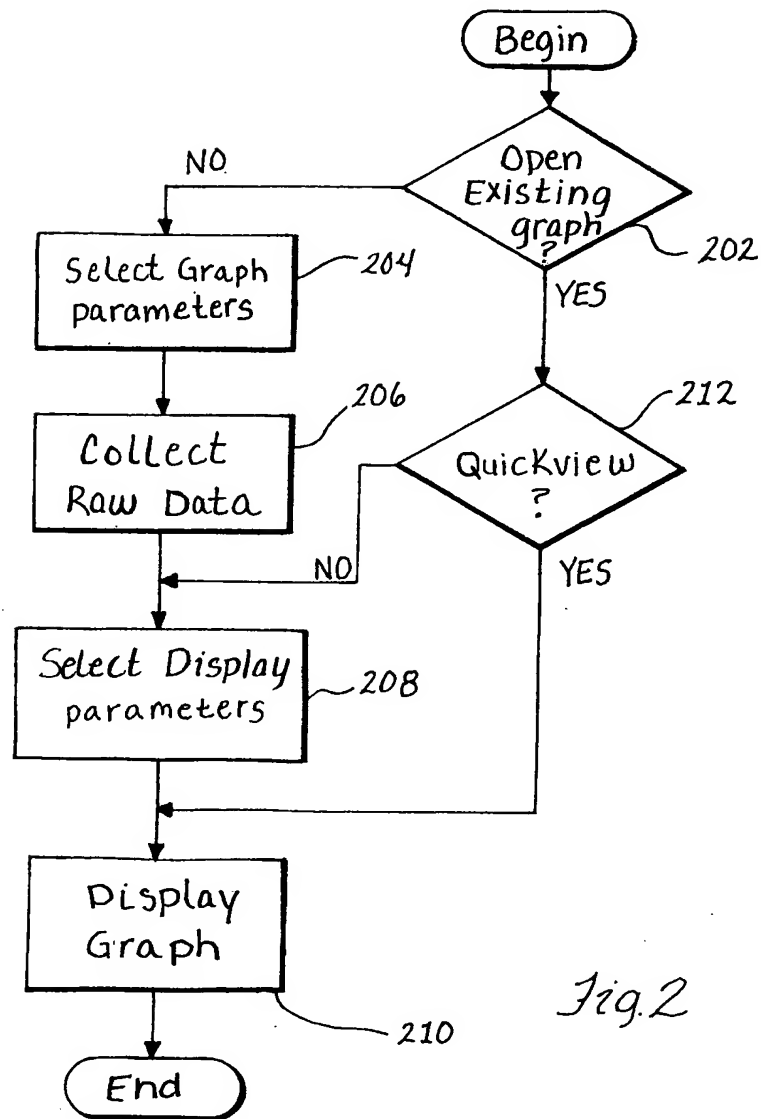 Begin
Open
Existing
graph
?
202
NO
YES
Select Graph
parameters
204
Collect
Raw Data
206
212
Quickview
?
NO
YES
Select Display
parameters
208
Display
Graph
210
End
Fig. 2